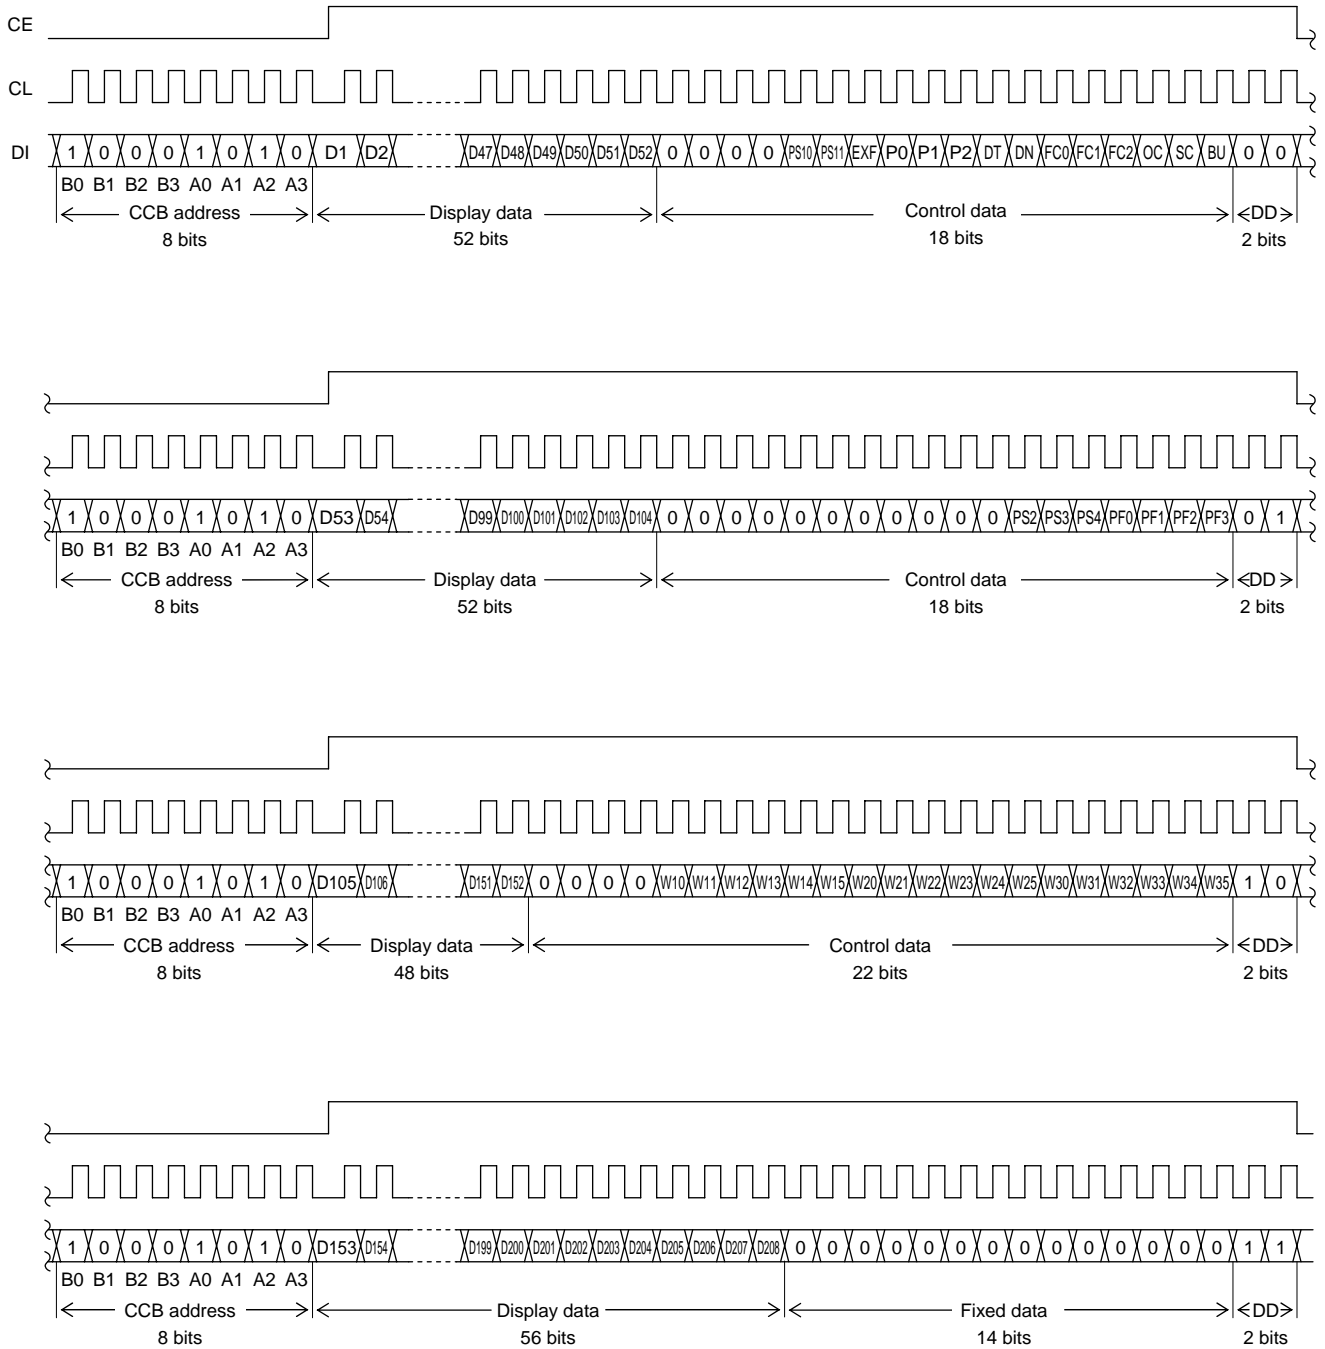 CE
CL
DI 1 0 0 0 1 0 1 0 D1 D2 D47 D48 D49 D50 D51 D52 0 0 0 0 PS10 PS11 EXF P0 P1 P2 DT DN FC0 FC1 FC2 OC SC BU 0 0
B0 B1 B2 B3 A0 A1 A2 A3
CCB address Display data Control data DD
8 bits 52 bits 18 bits 2 bits
1 0 0 0 1 0 1 0 D53 D54 D99 D100 D101 D102 D103 D104 0 0 0 0 0 0 0 0 0 0 0 PS2 PS3 PS4 PF0 PF1 PF2 PF3 0 1
B0 B1 B2 B3 A0 A1 A2 A3
CCB address Display data Control data DD
8 bits 52 bits 18 bits 2 bits
1 0 0 0 1 0 1 0 D105 D106 D151 D152 0 0 0 0 W10 W11 W12 W13 W14 W15 W20 W21 W22 W23 W24 W25 W30 W31 W32 W33 W34 W35 1 0
B0 B1 B2 B3 A0 A1 A2 A3
CCB address Display data Control data DD
8 bits 48 bits 22 bits 2 bits
1 0 0 0 1 0 1 0 D153 D154 D199 D200 D201 D202 D203 D204 D205 D206 D207 D208 0 0 0 0 0 0 0 0 0 0 0 0 0 0 1 1
B0 B1 B2 B3 A0 A1 A2 A3
CCB address Display data Fixed data DD
8 bits 56 bits 14 bits 2 bits